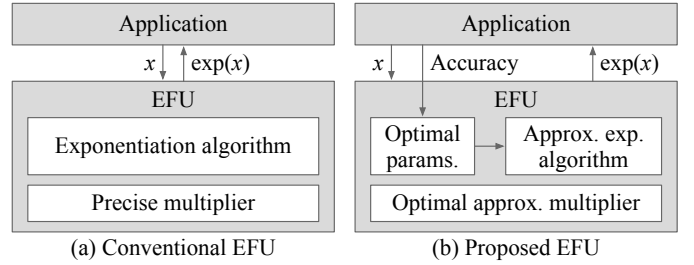 Application
x
exp(x)
EFU
Exponentiation algorithm
Precise multiplier
(a) Conventional EFU
Application
x
Accuracy
exp(x)
EFU
Optimal
params.
Approx. exp.
algorithm
Optimal approx. multiplier
(b) Proposed EFU